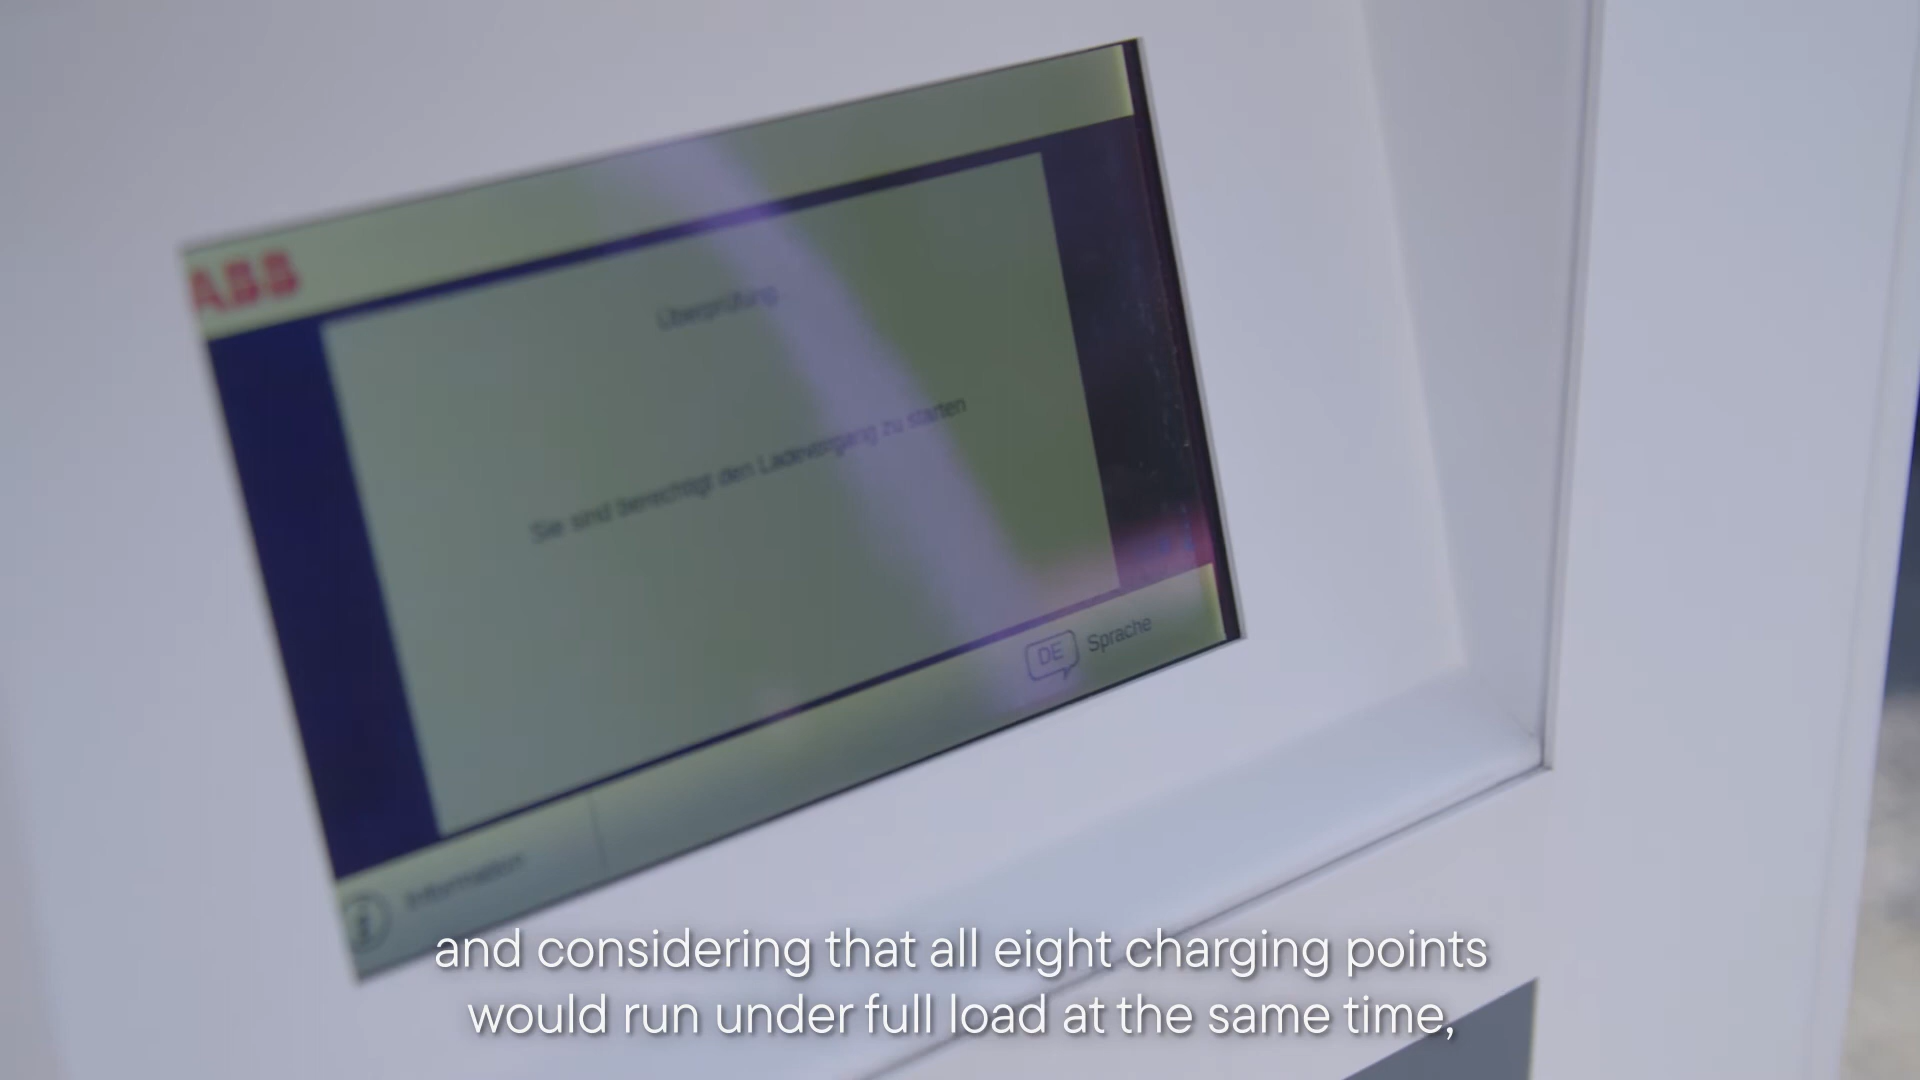 ABB
Überprüfung
Sie sind berechtigt den Ladevorgang zu starten
DE Sprache
Information
and considering that all eight charging points
would run under full load at the same time,